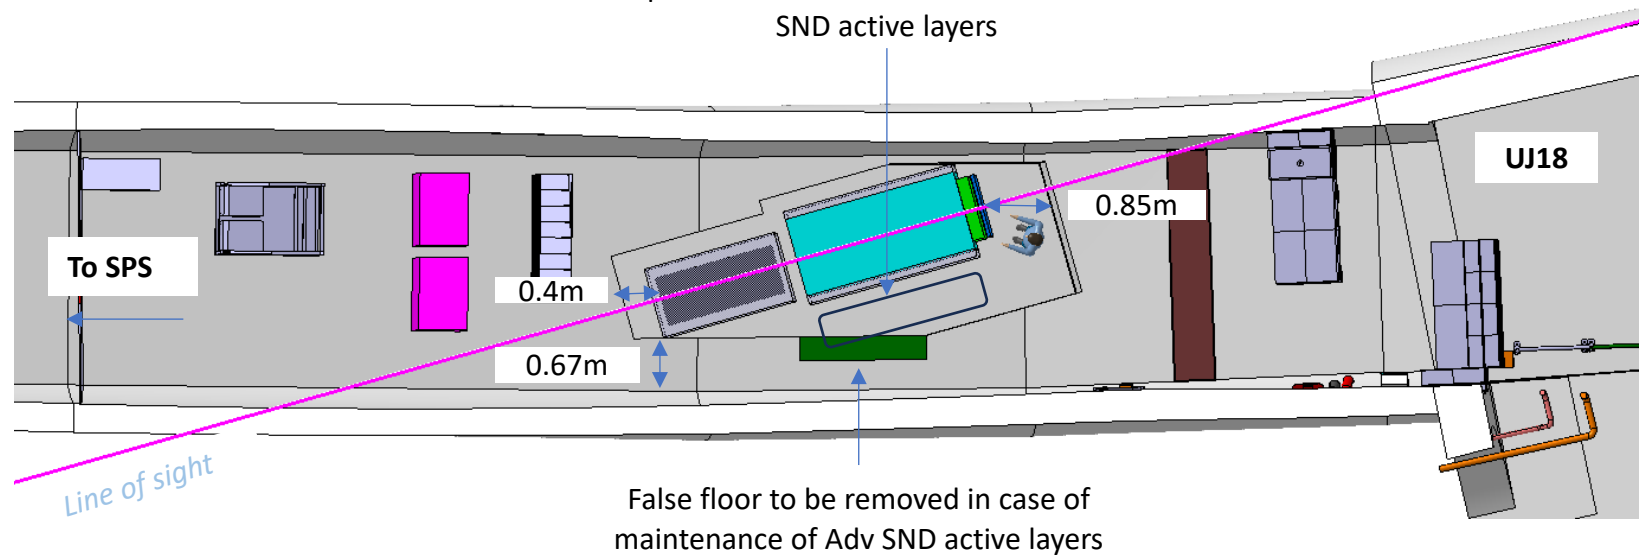 SND active layers
UJ18
0.85m
To SPS
0.4m
0.67m
Line of sight
False floor to be removed in case of
maintenance of Adv SND active layers